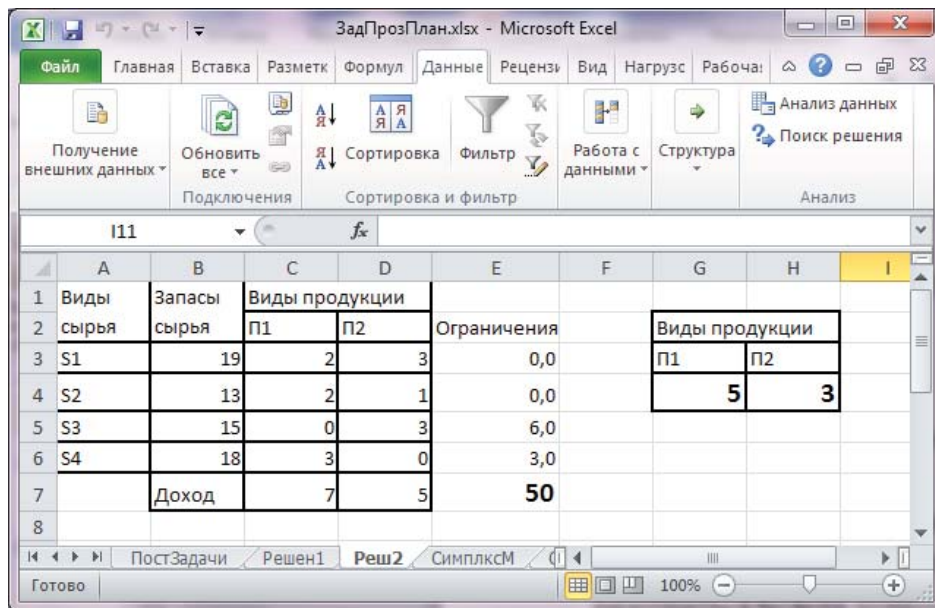 ЗадПрозПлан.xlsx - Microsoft Excel
Файл Главная Вставка Разметк Формул Данные Рецензи Вид Нагрузс Рабоча
Получение внешних данных
Обновить все
Подключения
Сортировка
Фильтр
Сортировка и фильтр
Работа с данными
Структура
Анализ данных
Поиск решения
Анализ
I11 fx
A B C D E F G H I
1 Виды Запасы Виды продукции
2 сырья сырья П1 П2 Ограничения Виды продукции
3 S1 19 2 3 0,0 П1 П2
4 S2 13 2 1 0,0 5 3
5 S3 15 0 3 6,0
6 S4 18 3 0 3,0
7 Доход 7 5 50
8
ПостЗадачи Решен1 Реш2 СимплксМ
Готово 100%